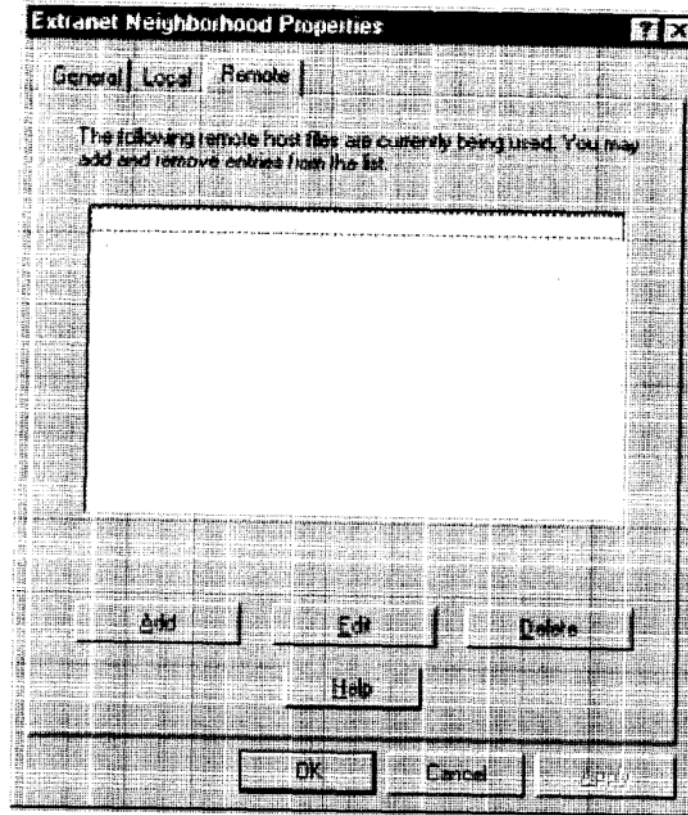 Extranet Neighborhood Properties
General Local Remote
The following remote host files are currently being used. You may
add and remove entries from the list.
Add Edit Delete
Help
OK Cancel Apply